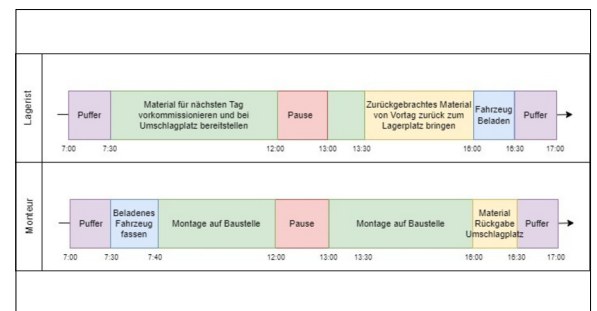 Lagerist
Puffer
Material für nächsten Tag
vorkommissionieren und bei
Umschlagplatz bereitstellen
Pause
Zurückgebrachtes Material
von Vortag zurück zum
Lagerplatz bringen
Fahrzeug
Beladen
Puffer
7:00 7:30 12:00 13:00 13:30 16:00 16:30 17:00
Monteur
Puffer
Beladenes
Fahrzeug
fassen
Montage auf Baustelle
Pause
Montage auf Baustelle
Material
Rückgabe
Umschlagplatz
Puffer
7:00 7:30 7:40 12:00 13:00 13:30 16:00 16:30 17:00